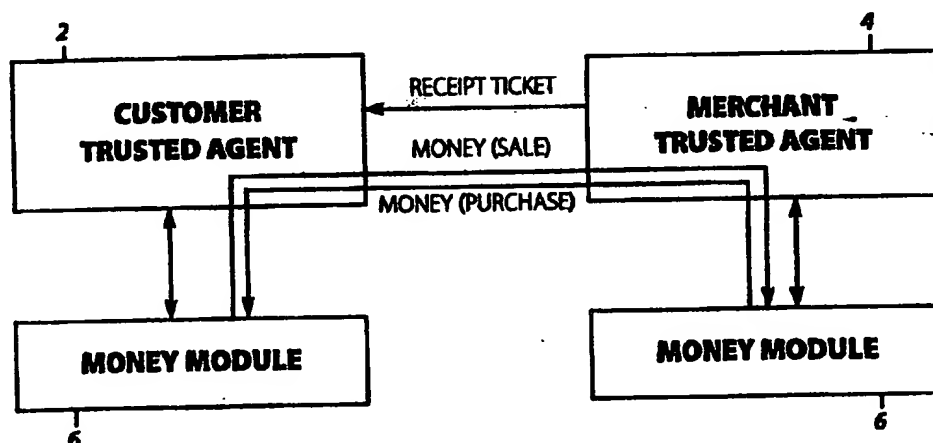 2
4
CUSTOMER
TRUSTED AGENT
RECEIPT TICKET
MERCHANT
TRUSTED AGENT
MONEY (SALE)
MONEY (PURCHASE)
MONEY MODULE
MONEY MODULE
6
6